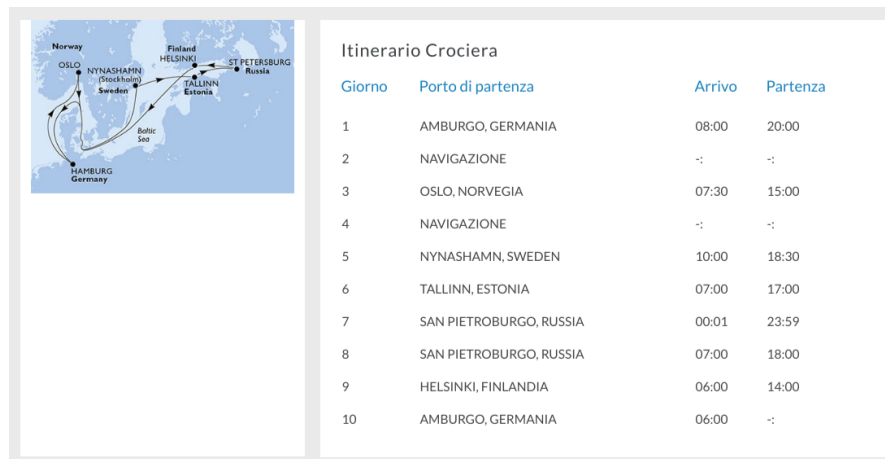 Norway
Finland
OSLO
HELSINKI
ST PETERSBURG
Russia
NYNASHAMN
(Stockholm)
Sweden
TALLINN
Estonia
Baltic
Sea
HAMBURG
Germany
Itinerario Crociera
Giorno Porto di partenza Arrivo Partenza
1 AMBURGO, GERMANIA 08:00 20:00
2 NAVIGAZIONE -: -:
3 OSLO, NORVEGIA 07:30 15:00
4 NAVIGAZIONE -: -:
5 NYNASHAMN, SWEDEN 10:00 18:30
6 TALLINN, ESTONIA 07:00 17:00
7 SAN PIETROBURGO, RUSSIA 00:01 23:59
8 SAN PIETROBURGO, RUSSIA 07:00 18:00
9 HELSINKI, FINLANDIA 06:00 14:00
10 AMBURGO, GERMANIA 06:00 -: